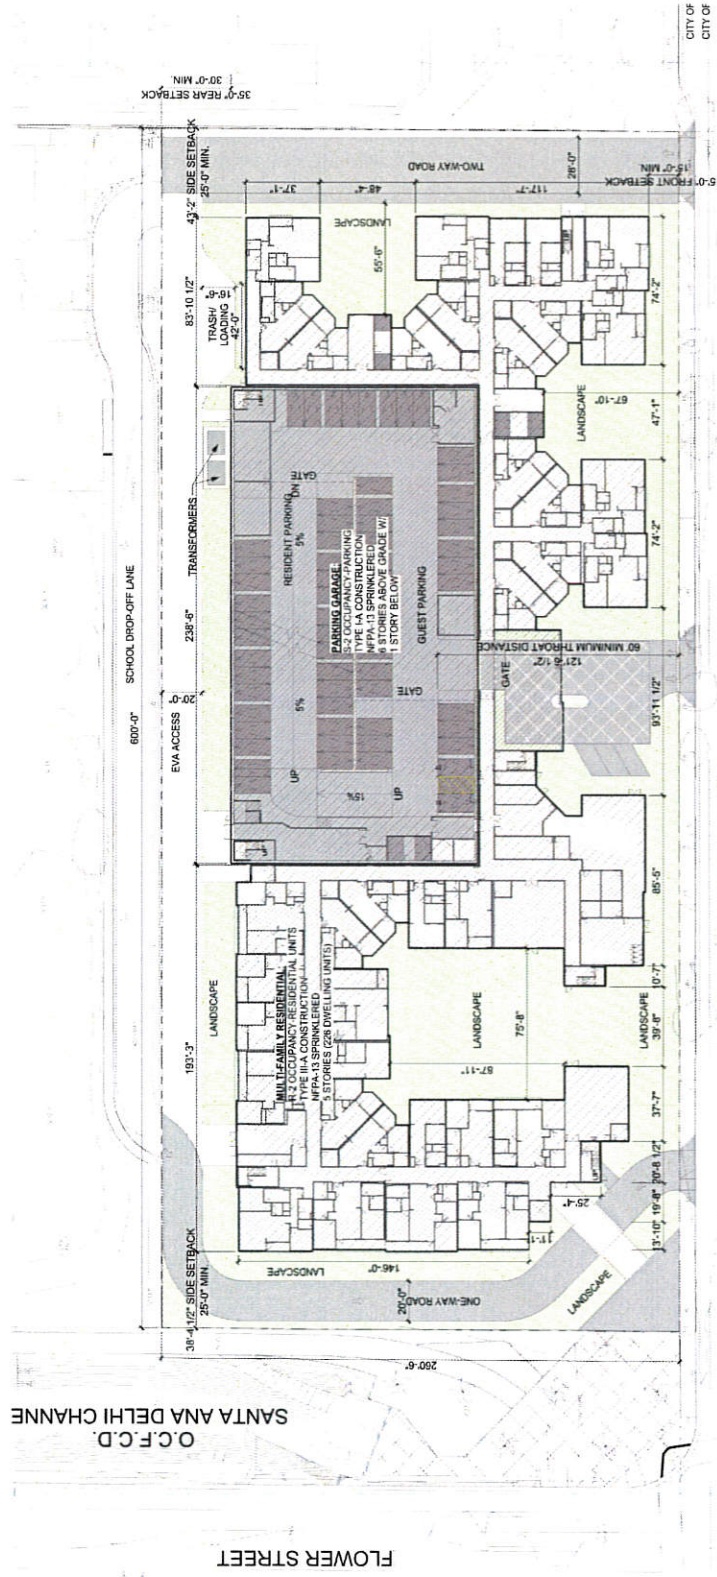 CITY OF
CITY OF
35'-0" REAR SETBACK
30'-0" MIN.
43'-2" SIDE SETBACK
25'-0" MIN.
TWO-WAY ROAD
28'-0"
15'-0" MIN.
5'-0" FRONT SETBACK
37'-1"
48'-4"
117'-7"
LANDSCAPE
55'-6"
83'-10 1/2"
16'-6"
TRASH/
LOADING
42'-0"
74'-2"
67'-10"
47'-1"
LANDSCAPE
74'-2"
TRANSFORMERS
SCHOOL DROP-OFF LANE
600'-0"
238'-6"
20'-0"
EVA ACCESS
GATE
DN
RESIDENT PARKING
5%
5%
PARKING GARAGE:
S-2 OCCUPANCY-PARKING
TYPE I-A CONSTRUCTION
NFPA-13 SPRINKLERED
6 STORIES ABOVE GRADE W/
1 STORY BELOW
GUEST PARKING
GATE
UP
15%
UP
60' MINIMUM THROAT DISTANCE
121'-6 1/2"
GATE
93'-11 1/2"
85'-5"
193'-3"
LANDSCAPE
MULTI-FAMILY RESIDENTIAL:
R-2 OCCUPANCY RESIDENTIAL UNITS
TYPE III-A CONSTRUCTION
NFPA-13 SPRINKLERED
5 STORIES (226 DWELLING UNITS)
LANDSCAPE
75'-8"
87'-11"
LANDSCAPE
39'-8"
37'-7"
20'-8 1/2"
19'-8"
13'-10"
25'-4"
146'-0"
LANDSCAPE
20'-0"
ONE-WAY ROAD
LANDSCAPE
38'-4 1/2" SIDE SETBACK
25'-0" MIN.
260'-6"
O.C.F.C.D.
SANTA ANA DELHI CHANNE
FLOWER STREET